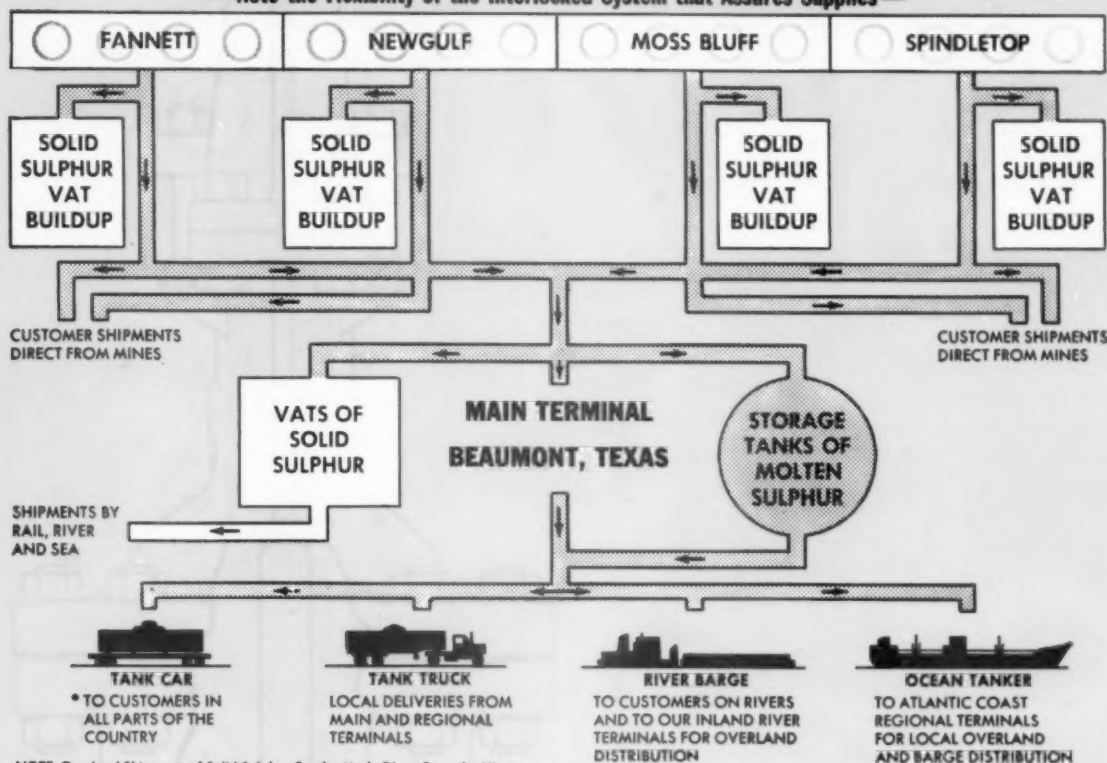 Note the Flexibility of the Interlocked System that Assures Supplies
FANNETT
NEWGULF
MOSS BLUFF
SPINDLETOP
SOLID
SULPHUR
VAT
BUILDUP
SOLID
SULPHUR
VAT
BUILDUP
SOLID
SULPHUR
VAT
BUILDUP
SOLID
SULPHUR
VAT
BUILDUP
CUSTOMER SHIPMENTS
DIRECT FROM MINES
CUSTOMER SHIPMENTS
DIRECT FROM MINES
VATS OF
SOLID
SULPHUR
MAIN TERMINAL
BEAUMONT, TEXAS
STORAGE
TANKS OF
MOLTEN
SULPHUR
SHIPMENTS BY
RAIL, RIVER
AND SEA
TANK CAR
* TO CUSTOMERS IN
ALL PARTS OF THE
COUNTRY
TANK TRUCK
LOCAL DELIVERIES FROM
MAIN AND REGIONAL
TERMINALS
RIVER BARGE
TO CUSTOMERS ON RIVERS
AND TO OUR INLAND RIVER
TERMINALS FOR OVERLAND
DISTRIBUTION
OCEAN TANKER
TO ATLANTIC COAST
REGIONAL TERMINALS
FOR LOCAL OVERLAND
AND BARGE DISTRIBUTION